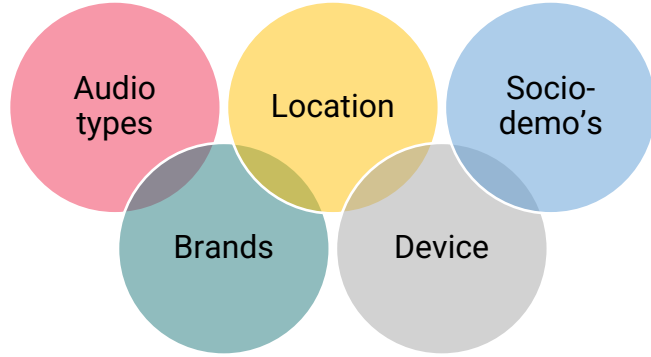 Audio
types
Location
Socio-
demo's
Brands
Device